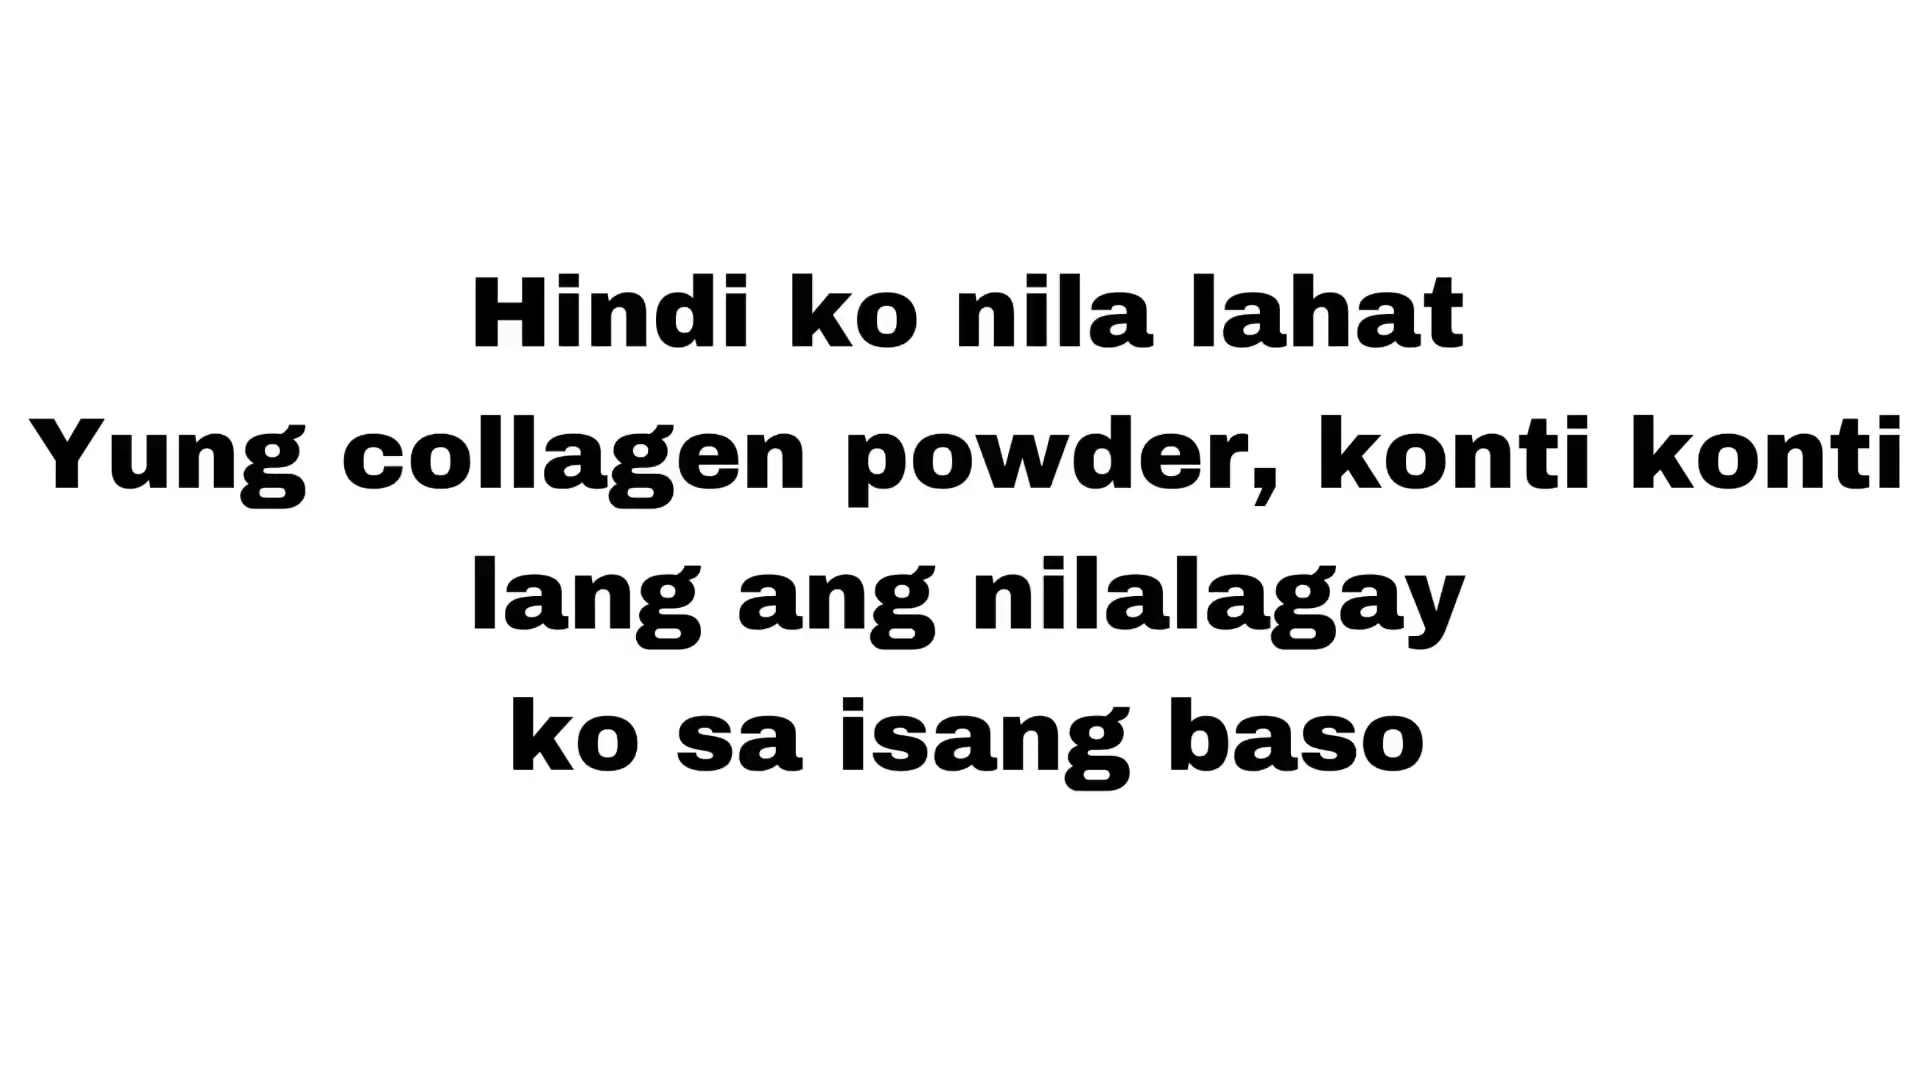 Hindi ko nila lahat
Yung collagen powder, konti konti
lang ang nilalagay
ko sa isang baso